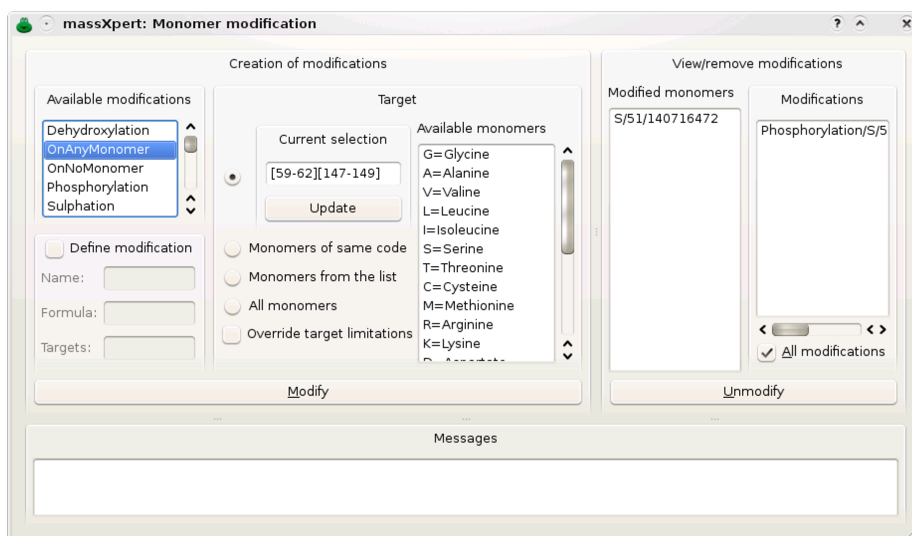 massXpert: Monomer modification
Creation of modifications
Available modifications
Dehydroxylation
OnAnyMonomer
OnNoMonomer
Phosphorylation
Sulphation
Define modification
Name:
Formula:
Targets:
Target
Current selection
[59-62][147-149]
Update
Monomers of same code
Monomers from the list
All monomers
Override target limitations
Available monomers
G=Glycine
A=Alanine
V=Valine
L=Leucine
I=Isoleucine
S=Serine
T=Threonine
C=Cysteine
M=Methionine
R=Arginine
K=Lysine
Modify
View/remove modifications
Modified monomers
S/51/140716472
Modifications
Phosphorylation/S/5
All modifications
Unmodify
Messages